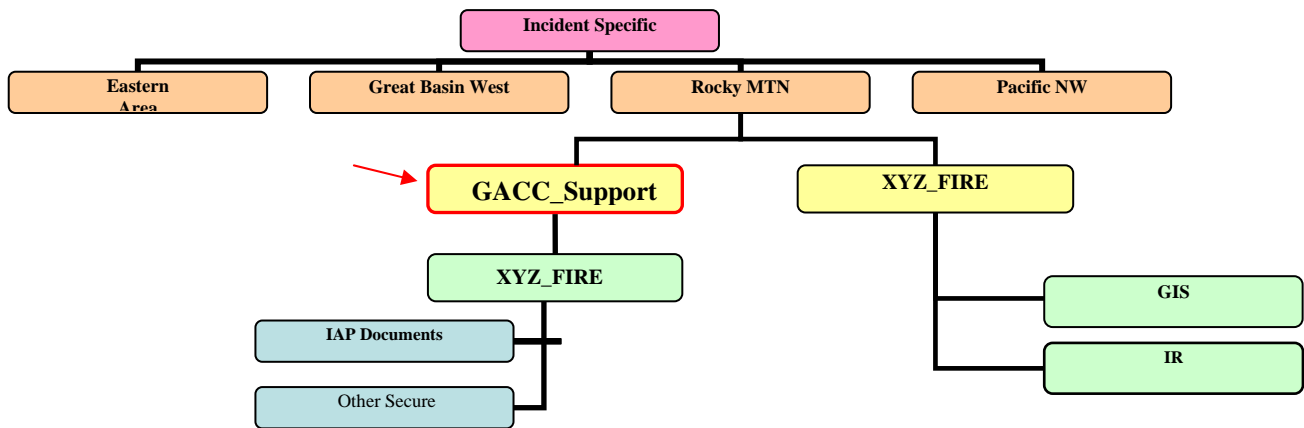 Incident Specific
Eastern
Area
Great Basin West
Rocky MTN
Pacific NW
GACC_Support
XYZ_FIRE
XYZ_FIRE
GIS
IAP Documents
IR
Other Secure